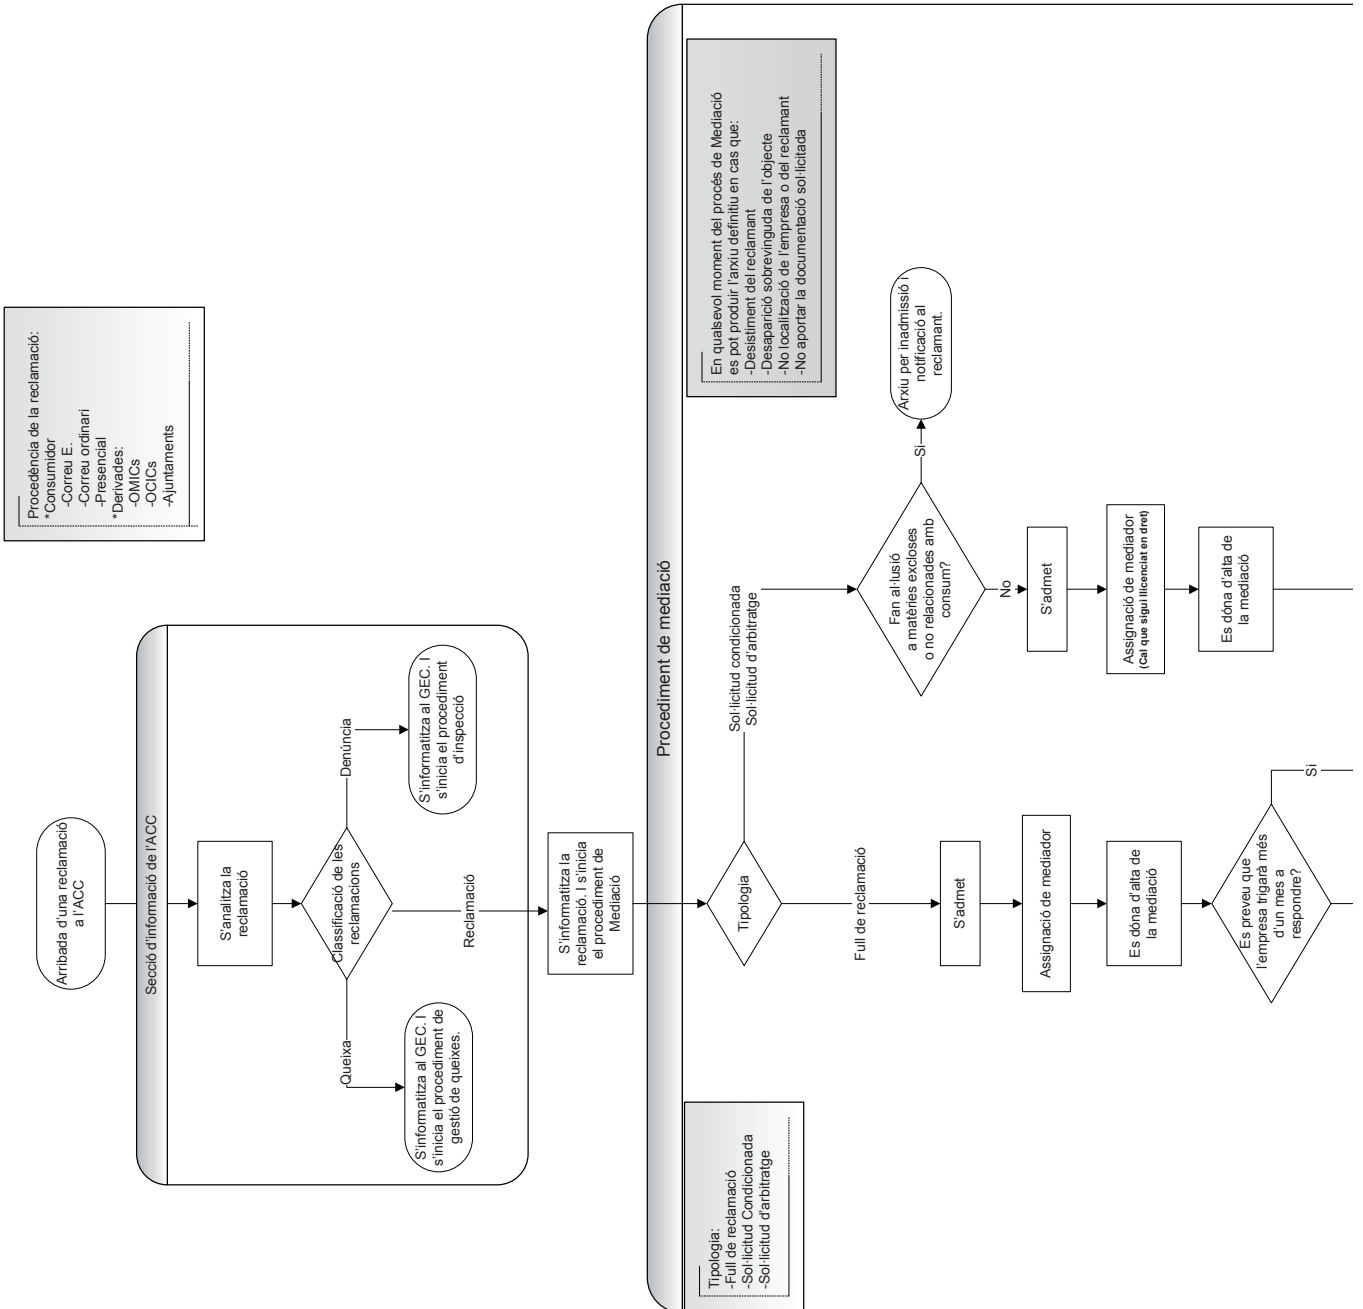 Procedència de la reclamació:
*Consumidor
-Correu E.
-Correu ordinari
-Presencial
*Derivades:
-OMICs
-OCICs
-Ajuntaments
Arribada d'una reclamació
a l'ACC
Secció d'informació de l'ACC
S'analitza la
reclamació
Classificació de les
reclamacions
Queixa
Denúncia
Reclamació
S'informatitza al GEC. I
s'inicia el procediment de
gestió de queixes.
S'informatitza al GEC. I
s'inicia el procediment
d'inspecció
S'informatitza la
reclamació. I s'inicia
el procediment de
Mediació
Procediment de mediació
Tipologia:
-Full de reclamació
-Sol·licitud Condicionada
-Sol·licitud d'arbitratge
En qualsevol moment del procés de Mediació
es pot produir l'arxiu definitiu en cas que:
-Desistiment del reclamant
-Desaparició sobrevinguda de l'objecte
-No localització de l'empresa o del reclamant
-No aportar la documentació sol·licitada
Tipologia
Sol·licitud condicionada
Sol·licitud d'arbitratge
Full de reclamació
S'admet
Assignació de mediador
Es dóna d'alta de
la mediació
Es preveu que
l'empresa trigarà més
d'un mes a
respondre?
Si
Fan al·lusió
a matèries excloses
o no relacionades amb
consum?
Si
Arxiu per inadmissió i
notificació al
reclamant.
No
S'admet
Assignació de mediador
(Cal que sigui llicenciat en dret)
Es dóna d'alta de
la mediació